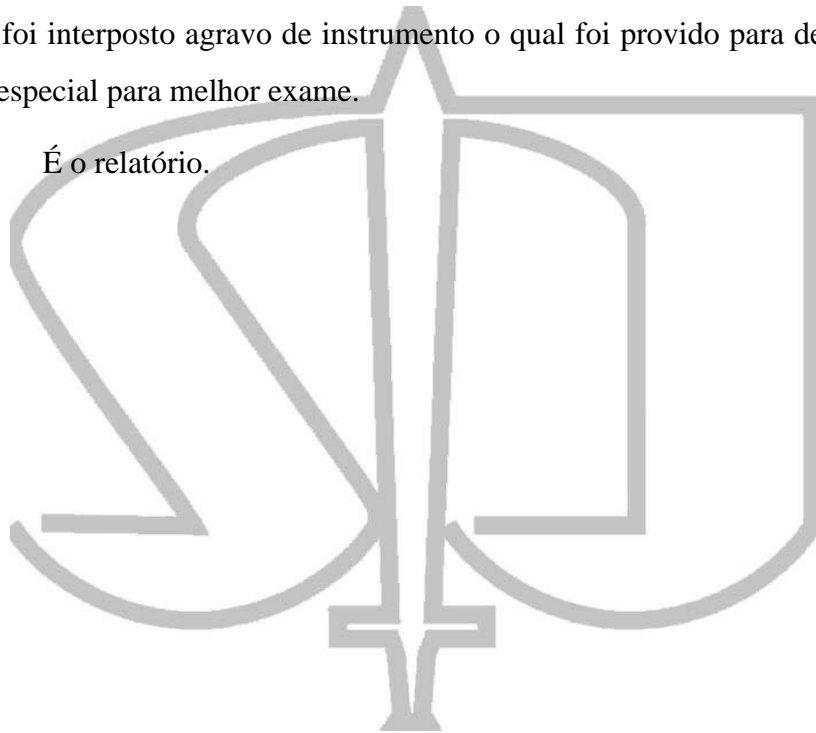 foi interposto agravo de instrumento o qual foi provido para de
especial para melhor exame.
É o relatório.